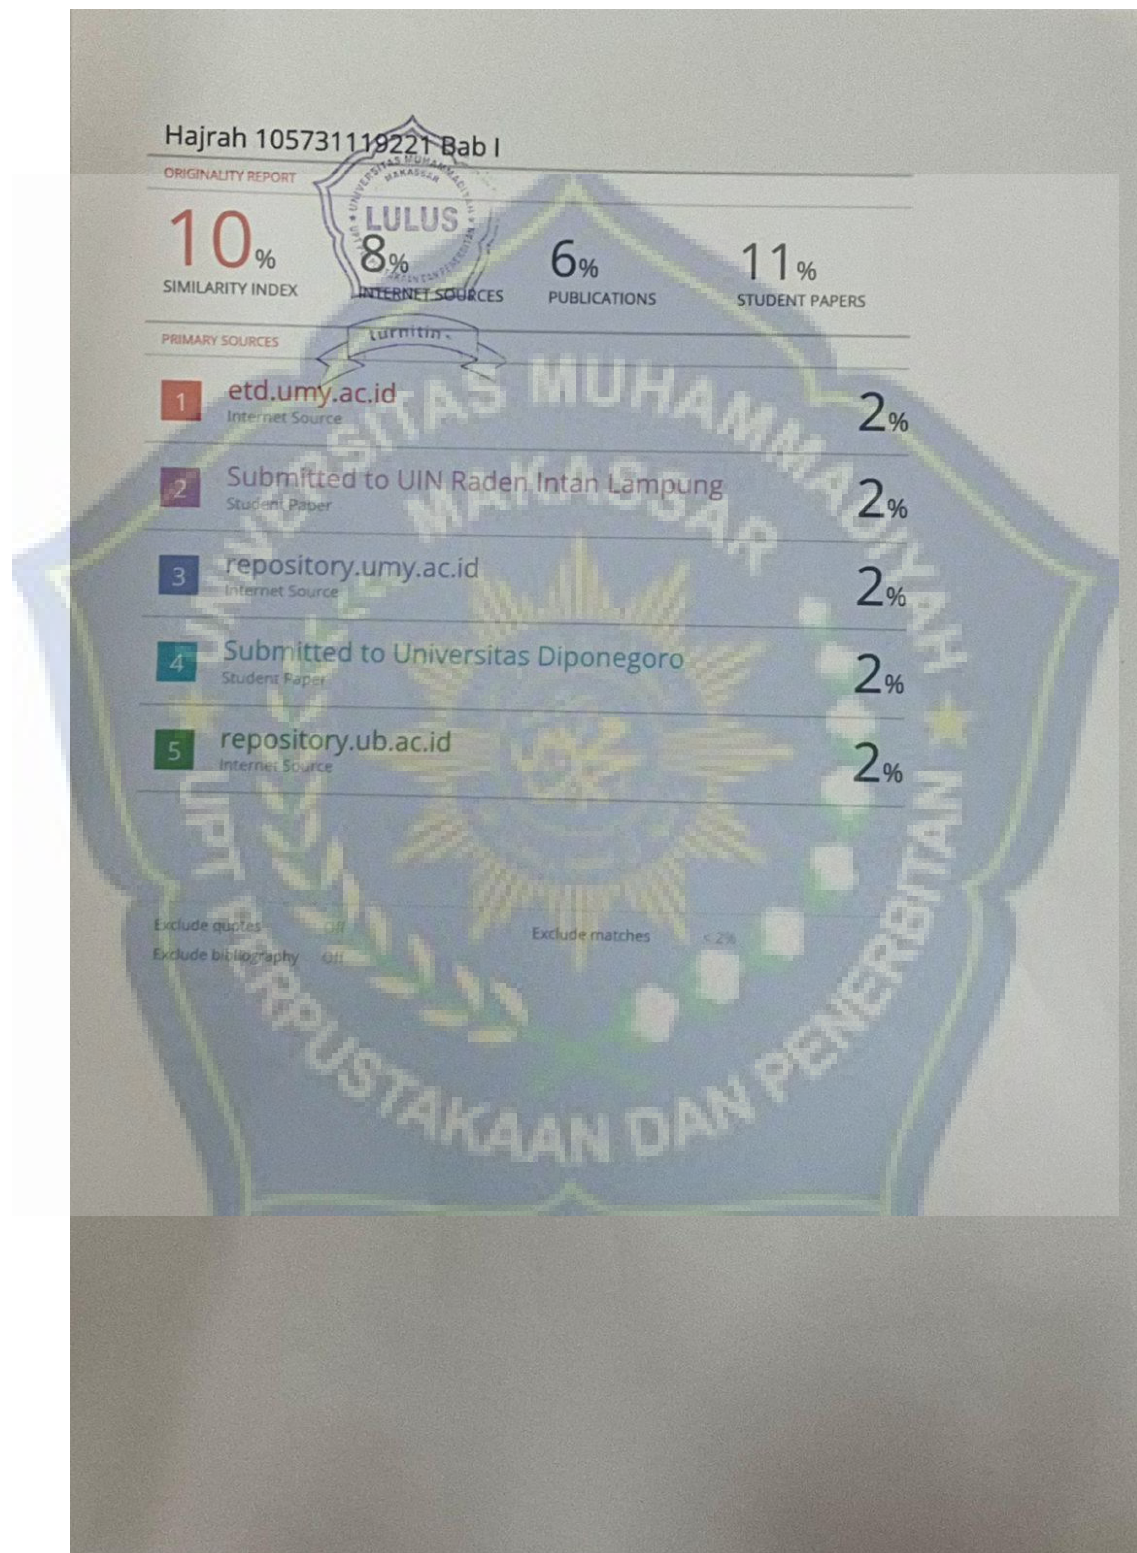 Hajrah 105731119221 Bab I
ORIGINALITY REPORT
10%
SIMILARITY INDEX
8%
INTERNET SOURCES
6%
PUBLICATIONS
11%
STUDENT PAPERS
UNIVERSITAS MUHAMMADIYAH
MAKASSAR
LULUS
turnitin
PRIMARY SOURCES
1 etd.umy.ac.id 2%
Internet Source
2 Submitted to UIN Raden Intan Lampung 2%
Student Paper
3 repository.umy.ac.id 2%
Internet Source
4 Submitted to Universitas Diponegoro 2%
Student Paper
5 repository.ub.ac.id 2%
Internet Source
Exclude quotes Off
Exclude matches < 2%
Exclude bibliography Off
UNIVERSITAS MUHAMMADIYAH
MAKASSAR
UPT PERPUSTAKAAN DAN PENERBITAN